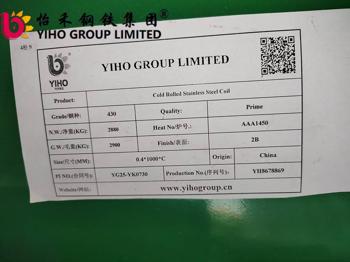 怡禾钢铁集团
YIHO GROUP LIMITED
YIHO
YIHO GROUP LIMITED
Product: Cold Rolled Stainless Steel Coil
Grade/钢种: 430 Quality: Prime
N.W./净重(KG): 2880 Heat No/炉号: AAA1450
G.W./毛重(KG): 2900 Finish/表面: 2B
Size/尺寸(MM): 0.4*1000*C Origin: China
PI NO.(合同号): YG25-YK0730 Production No.(序列号): YH8678869
Website/网站: www.yihogroup.cn